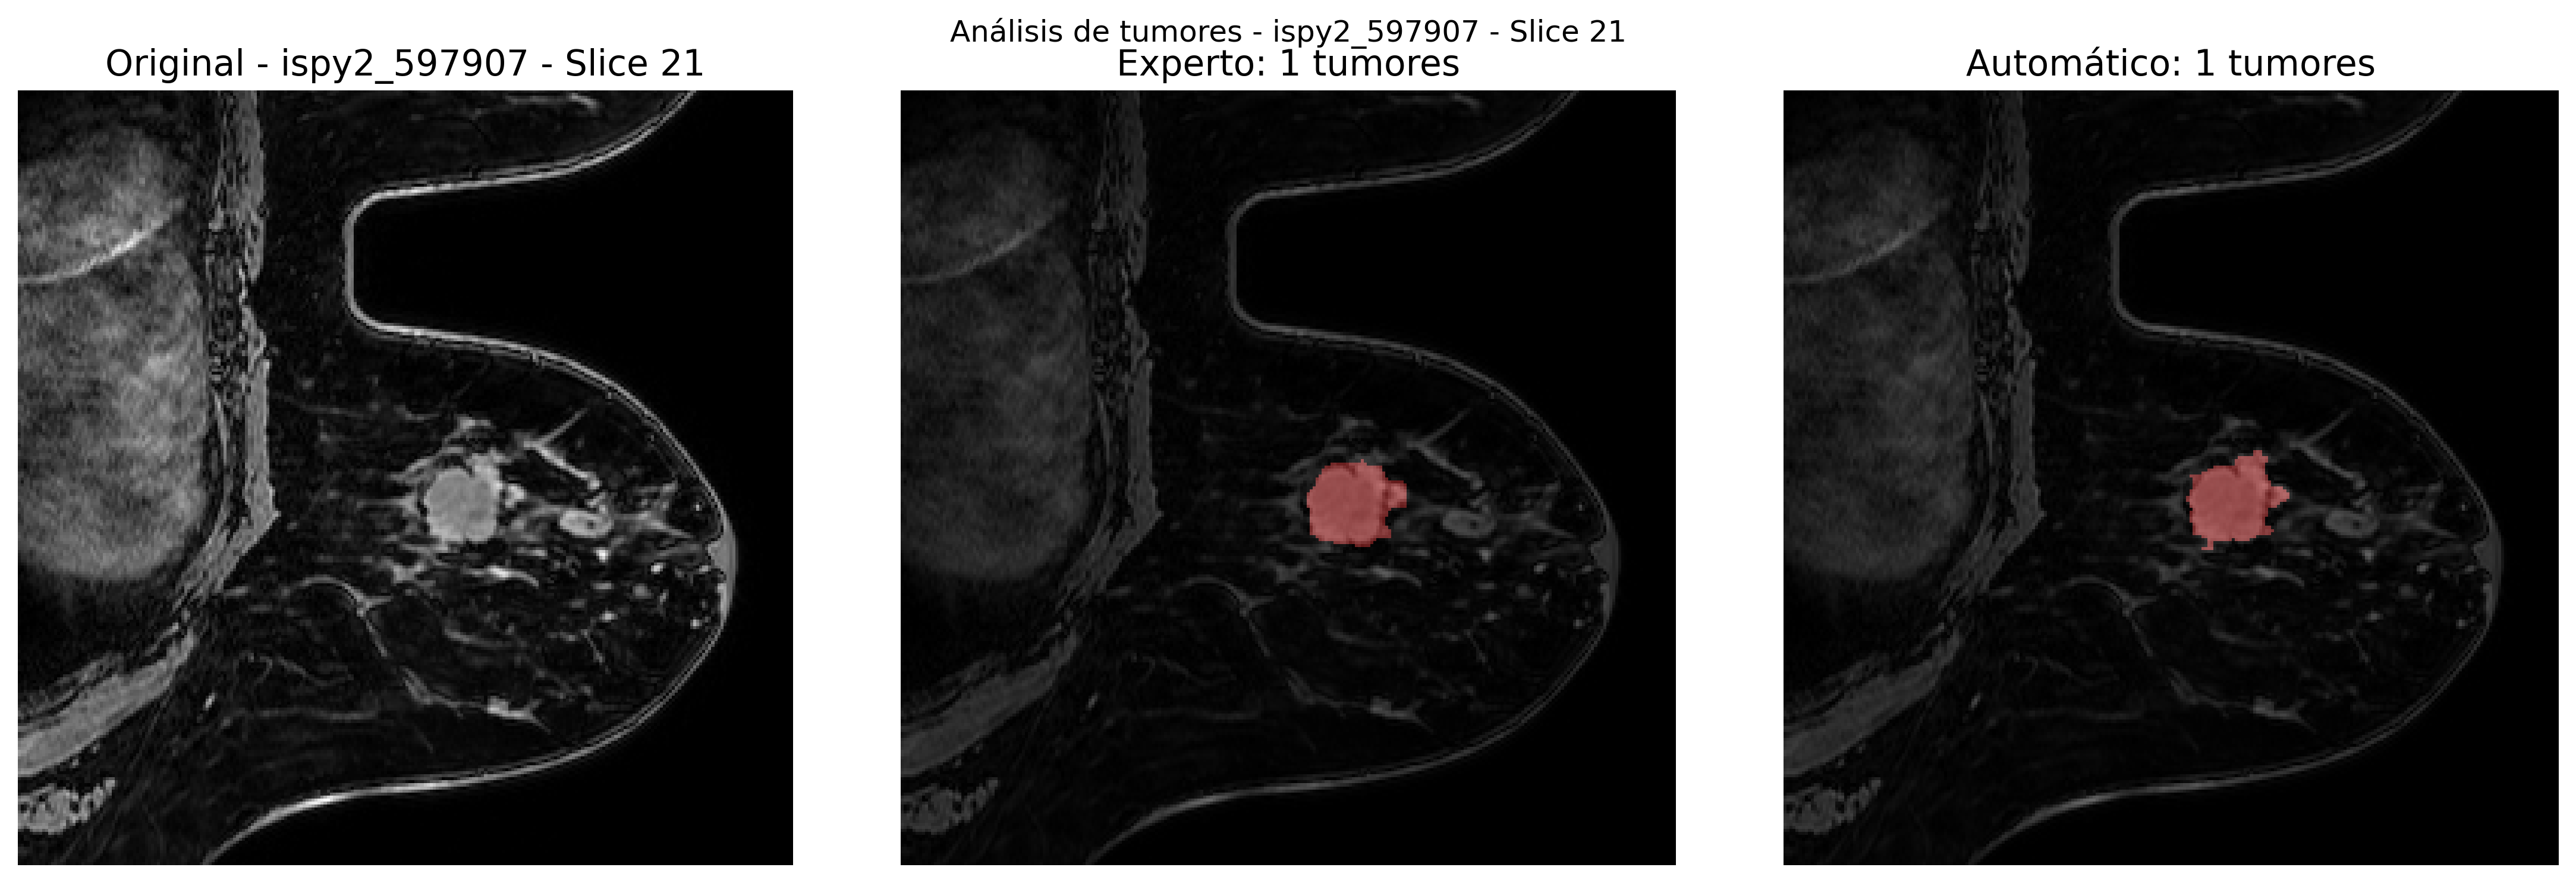 Análisis de tumores - ispy2_597907 - Slice 21
Original - ispy2_597907 - Slice 21
Experto: 1 tumores
Automático: 1 tumores